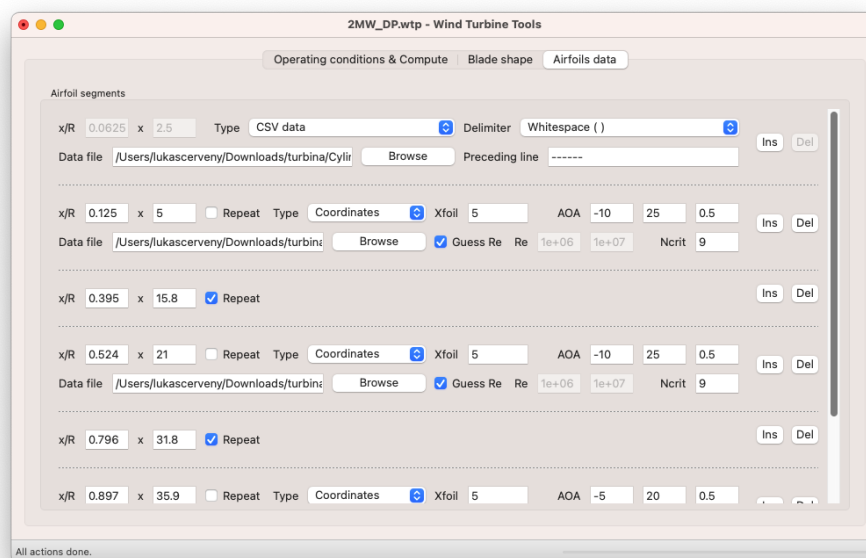 2MW_DP.wtp - Wind Turbine Tools
Operating conditions & Compute Blade shape Airfoils data
Airfoil segments
x/R 0.0625 x 2.5 Type CSV data Delimiter Whitespace ( )
Ins Del
Data file /Users/lukascerveny/Downloads/turbina/Cylir Browse Preceding line ------
x/R 0.125 x 5 Repeat Type Coordinates Xfoil 5 AOA -10 25 0.5
Ins Del
Data file /Users/lukascerveny/Downloads/turbina Browse Guess Re Re 1e+06 1e+07 Ncrit 9
x/R 0.395 x 15.8 Repeat Ins Del
x/R 0.524 x 21 Repeat Type Coordinates Xfoil 5 AOA -10 25 0.5
Ins Del
Data file /Users/lukascerveny/Downloads/turbina Browse Guess Re Re 1e+06 1e+07 Ncrit 9
x/R 0.796 x 31.8 Repeat Ins Del
x/R 0.897 x 35.9 Repeat Type Coordinates Xfoil 5 AOA -5 20 0.5
All actions done.